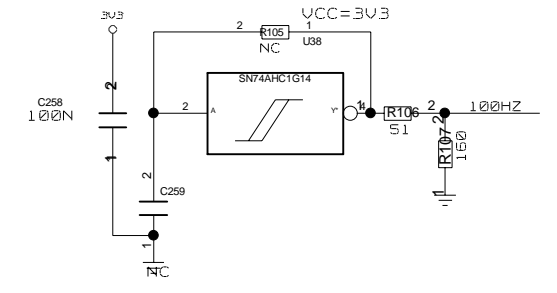 3V3
VCC=3V3
2
R105
1
U38
NC
SN74AHC1G14
2
C258
100N
2
A
Y*
4
1
R106
2
100HZ
51
2
R107
160
1
1
2
C259
1
NC